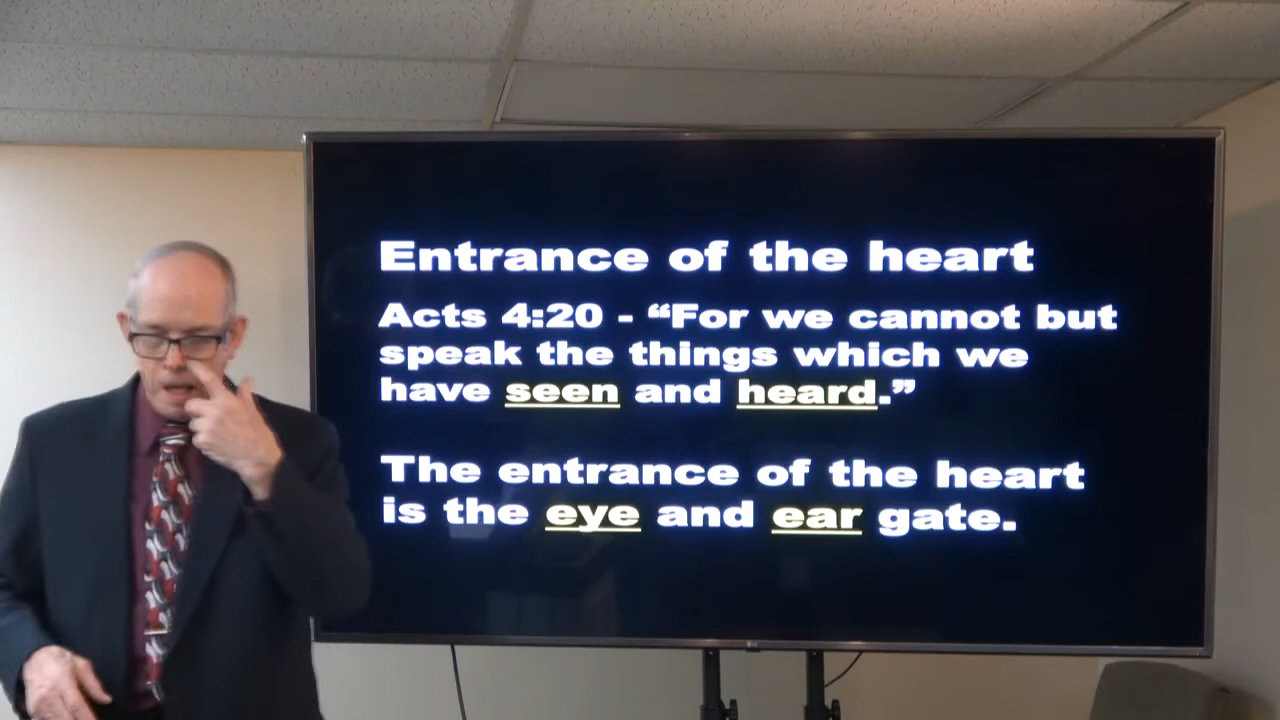 Entrance of the heart
Acts 4:20 - “For we cannot but
speak the things which we
have seen and heard.”
The entrance of the heart
is the eye and ear gate.